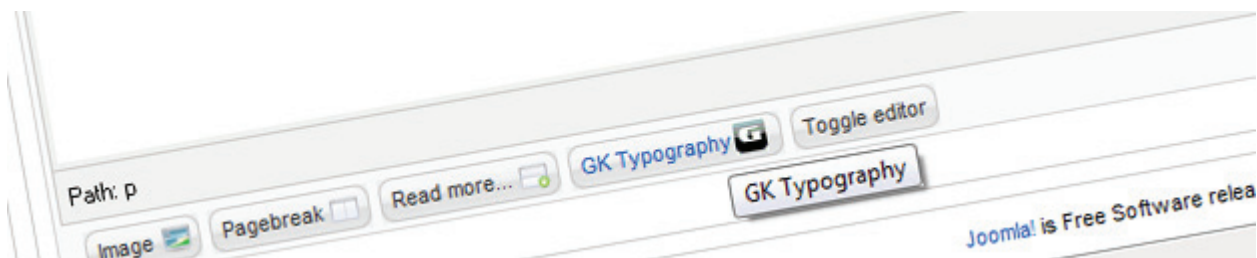 Path: p
Image Pagebreak Read more... GK Typography Toggle editor
GK Typography
Joomla! is Free Software relea